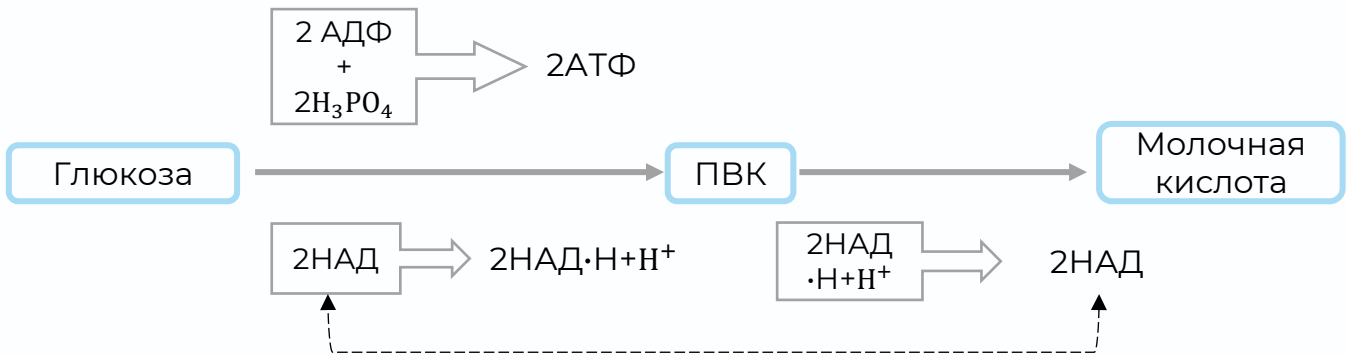 2 АДФ
+
2H₃PO₄
2АТФ
Глюкоза
ПВК
Молочная
кислота
2НАД
2НАД·Н+H⁺
2НАД
·Н+H⁺
2НАД